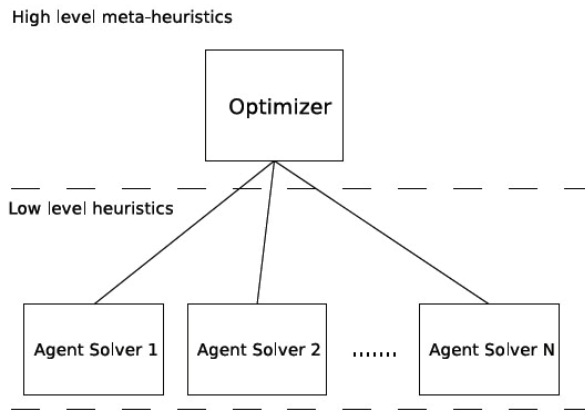 High level meta-heuristics
Optimizer
Low level heuristics
Agent Solver 1
Agent Solver 2
.......
Agent Solver N